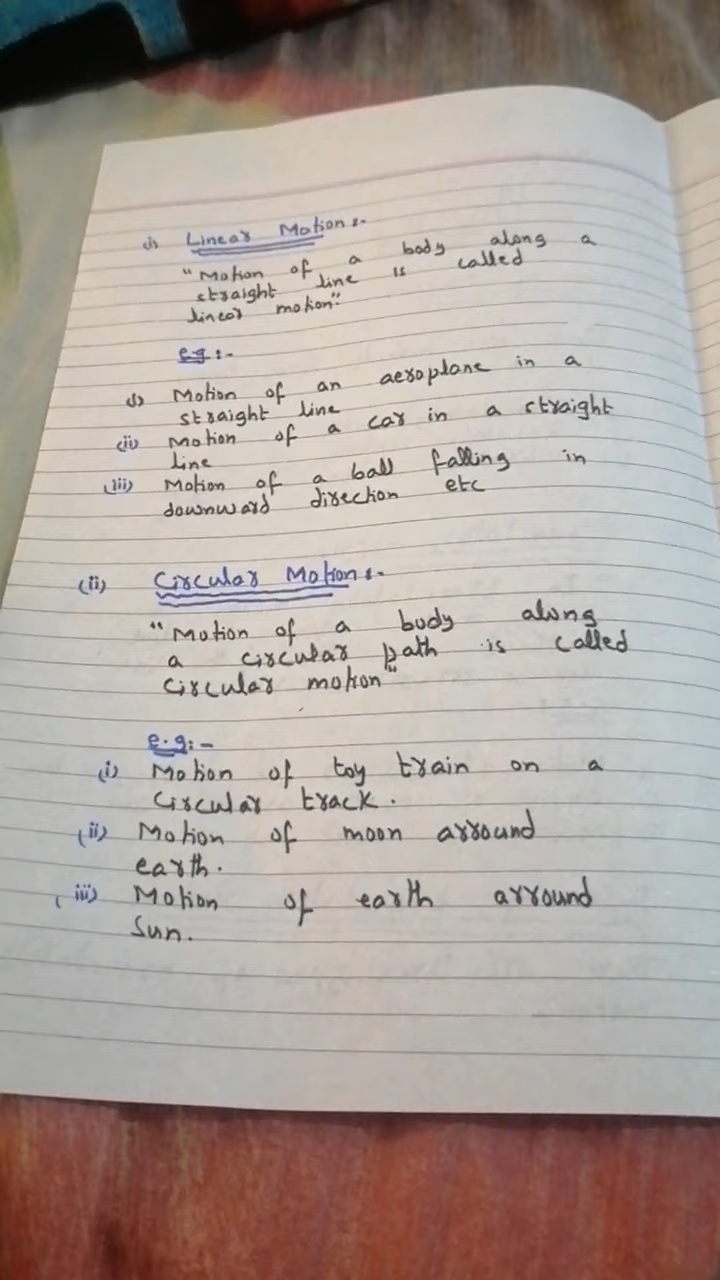 (i) Linear Motion:-
"Motion of a body along a
straight line is called
linear motion"
e.g:-
(i) Motion of an aeroplane in a
straight line
(ii) Motion of a car in a straight
line
(iii) Motion of a ball falling in
downward direction etc
(ii) Circular Motion:-
"Motion of a body along
a circular path is called
circular motion"
e.g:-
(i) Motion of toy train on a
circular track.
(ii) Motion of moon arround
earth.
(iii) Motion of earth arround
Sun.